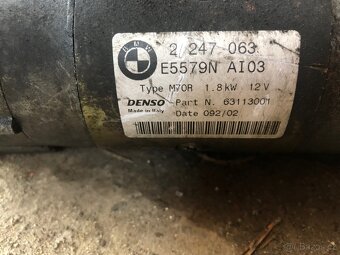 BMW
2 247 063
E5579N AI03
Type M70R 1.8kW 12V
DENSO Part N. 63113001
Made in Italy
Date 092/02